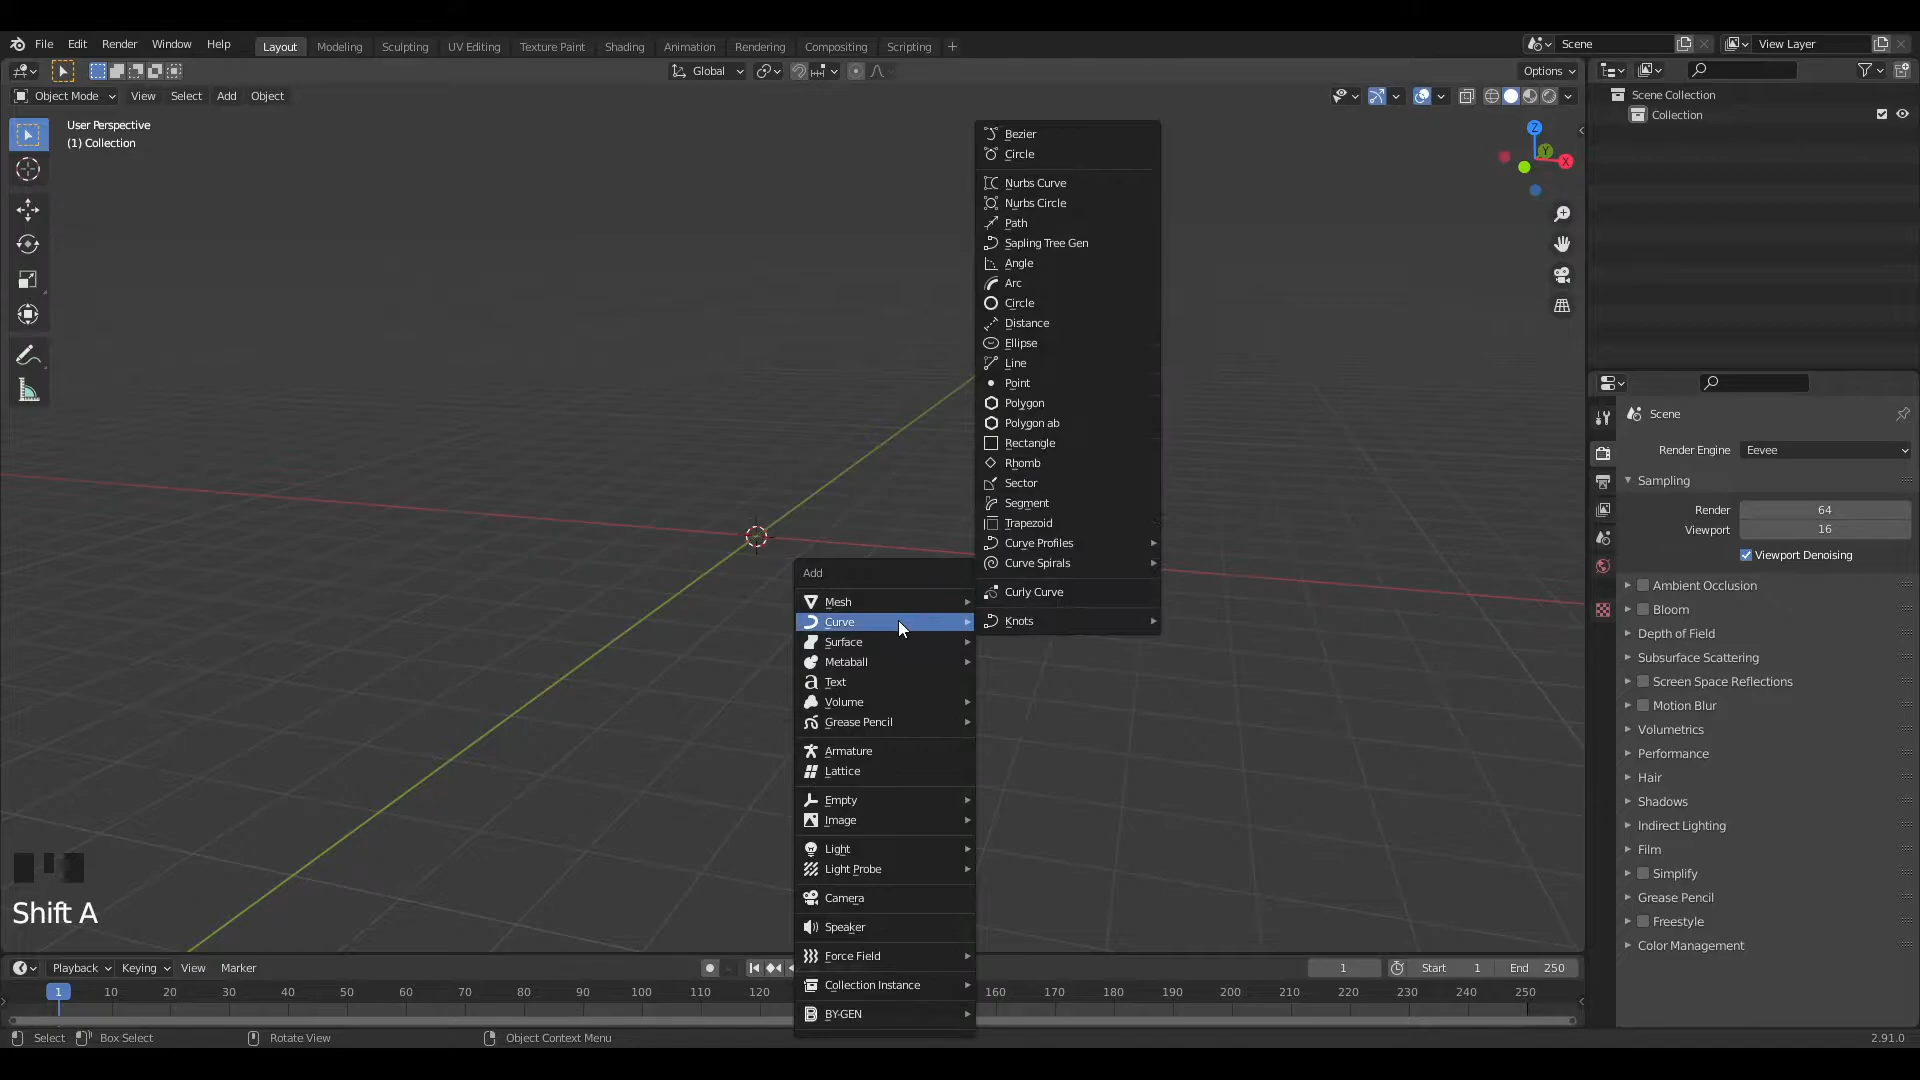 File Edit Render Window Help Layout Modeling Sculpting UV Editing Texture Paint Shading Animation Rendering Compositing Scripting + Scene View Layer
Global Options
Object Mode View Select Add Object
User Perspective
(1) Collection
Z
Y
X
Scene Collection
Collection
Bezier
Circle
Nurbs Curve
Nurbs Circle
Path
Sapling Tree Gen
Angle
Arc
Circle
Distance
Ellipse
Line
Point
Polygon
Polygon ab
Rectangle
Rhomb
Sector
Segment
Trapezoid
Curve Profiles
Curve Spirals
Curly Curve
Knots
Add
Mesh
Curve
Surface
Metaball
Text
Volume
Grease Pencil
Armature
Lattice
Empty
Image
Light
Light Probe
Camera
Speaker
Force Field
Collection Instance
BY-GEN
Scene
Render Engine Eevee
Sampling
Render 64
Viewport 16
Viewport Denoising
Ambient Occlusion
Bloom
Depth of Field
Subsurface Scattering
Screen Space Reflections
Motion Blur
Volumetrics
Performance
Hair
Shadows
Indirect Lighting
Film
Simplify
Grease Pencil
Freestyle
Color Management
Shift A
Playback Keying View Marker 1 Start 1 End 250
1 10 20 30 40 50 60 70 80 90 100 110 120 160 170 180 190 200 210 220 230 240 250
Select Box Select Rotate View Object Context Menu 2.91.0